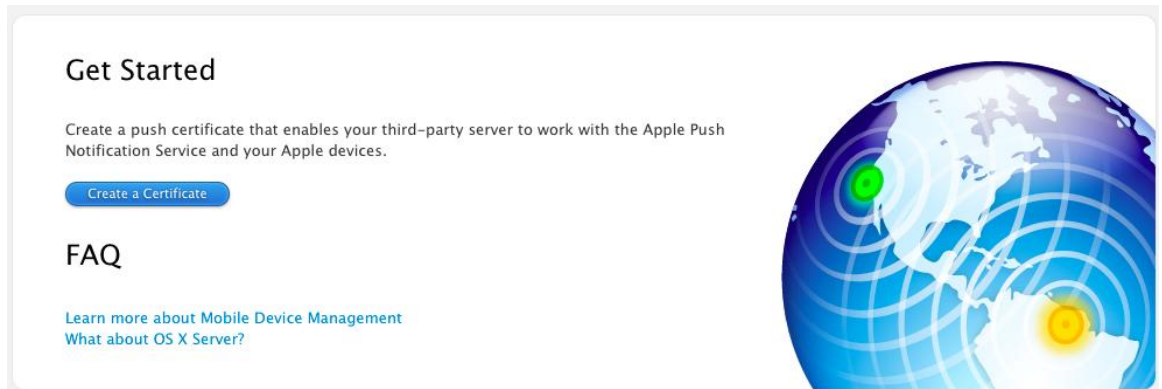 Get Started
Create a push certificate that enables your third-party server to work with the Apple Push
Notification Service and your Apple devices.
Create a Certificate
FAQ
Learn more about Mobile Device Management
What about OS X Server?